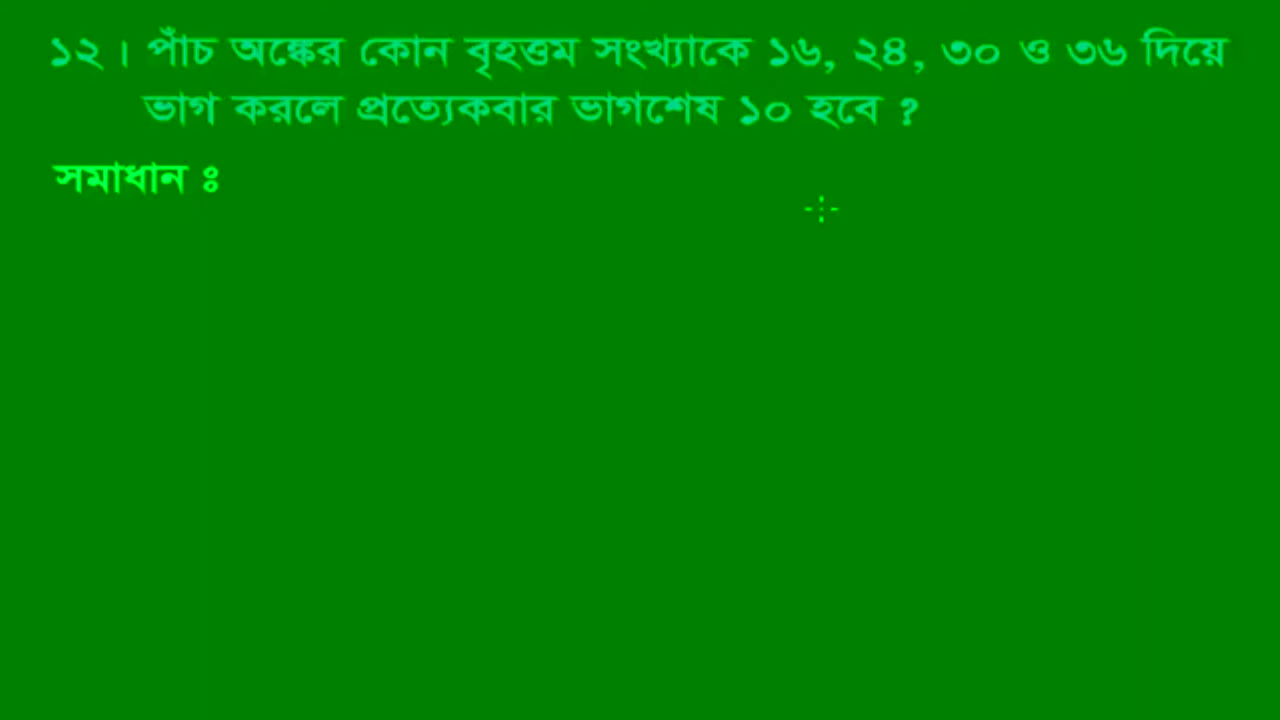 ১২। পাঁচ অঙ্কের কোন বৃহত্তম সংখ্যাকে ১৬, ২৪, ৩০ ও ৩৬ দিয়ে
ভাগ করলে প্রত্যেকবার ভাগশেষ ১০ হবে ?
সমাধান ঃ